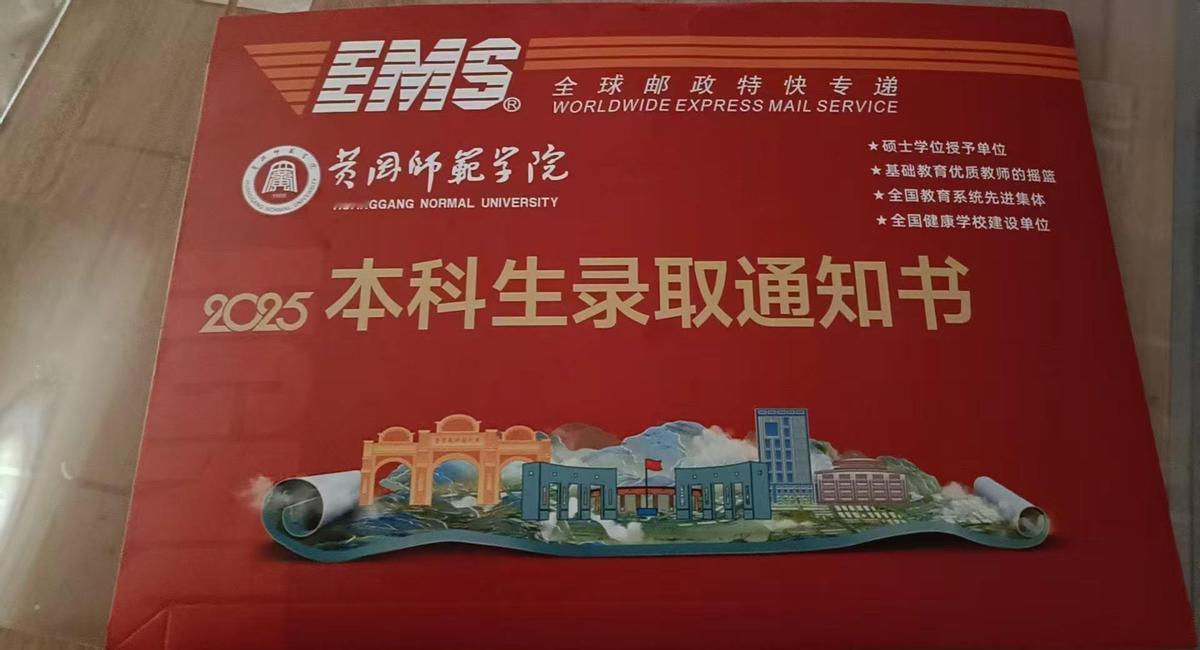 EMS®
全球邮政特快专递
WORLDWIDE EXPRESS MAIL SERVICE
黄冈师范学院
GGANG NORMAL UNIVERSITY
★硕士学位授予单位
★基础教育优质教师的摇篮
★全国教育系统先进集体
★全国健康学校建设单位
2025 本科生录取通知书